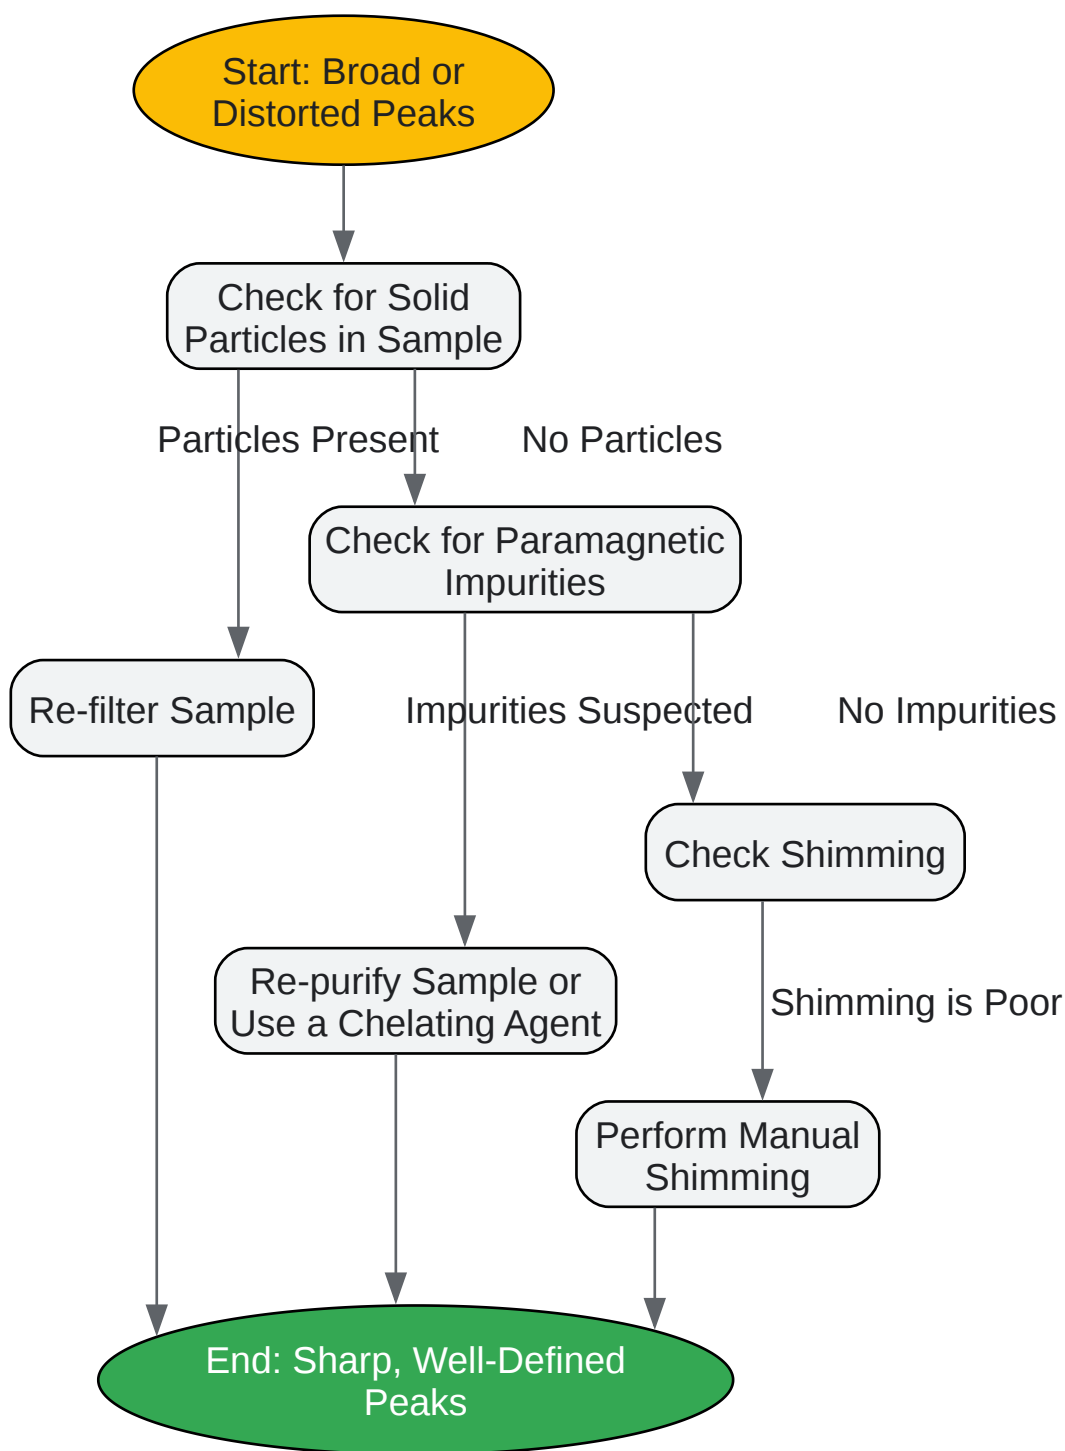 Start: Broad or
Distorted Peaks
Check for Solid
Particles in Sample
Particles Present
No Particles
Check for Paramagnetic
Impurities
Re-filter Sample
Impurities Suspected
No Impurities
Check Shimming
Re-purify Sample or
Use a Chelating Agent
Shimming is Poor
Perform Manual
Shimming
End: Sharp, Well-Defined
Peaks